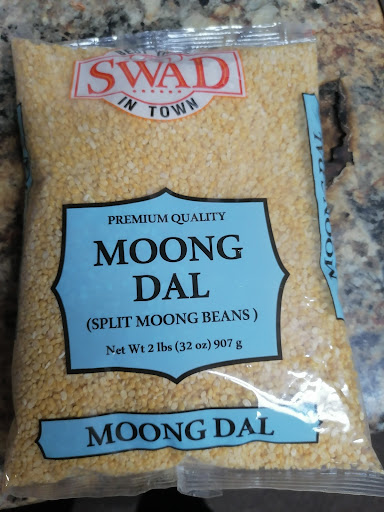 SWAD
IN TOWN
PREMIUM QUALITY
MOONG
DAL
(SPLIT MOONG BEANS)
Net Wt 2 lbs (32 oz) 907 g
MOONG DAL
MOONG DAL